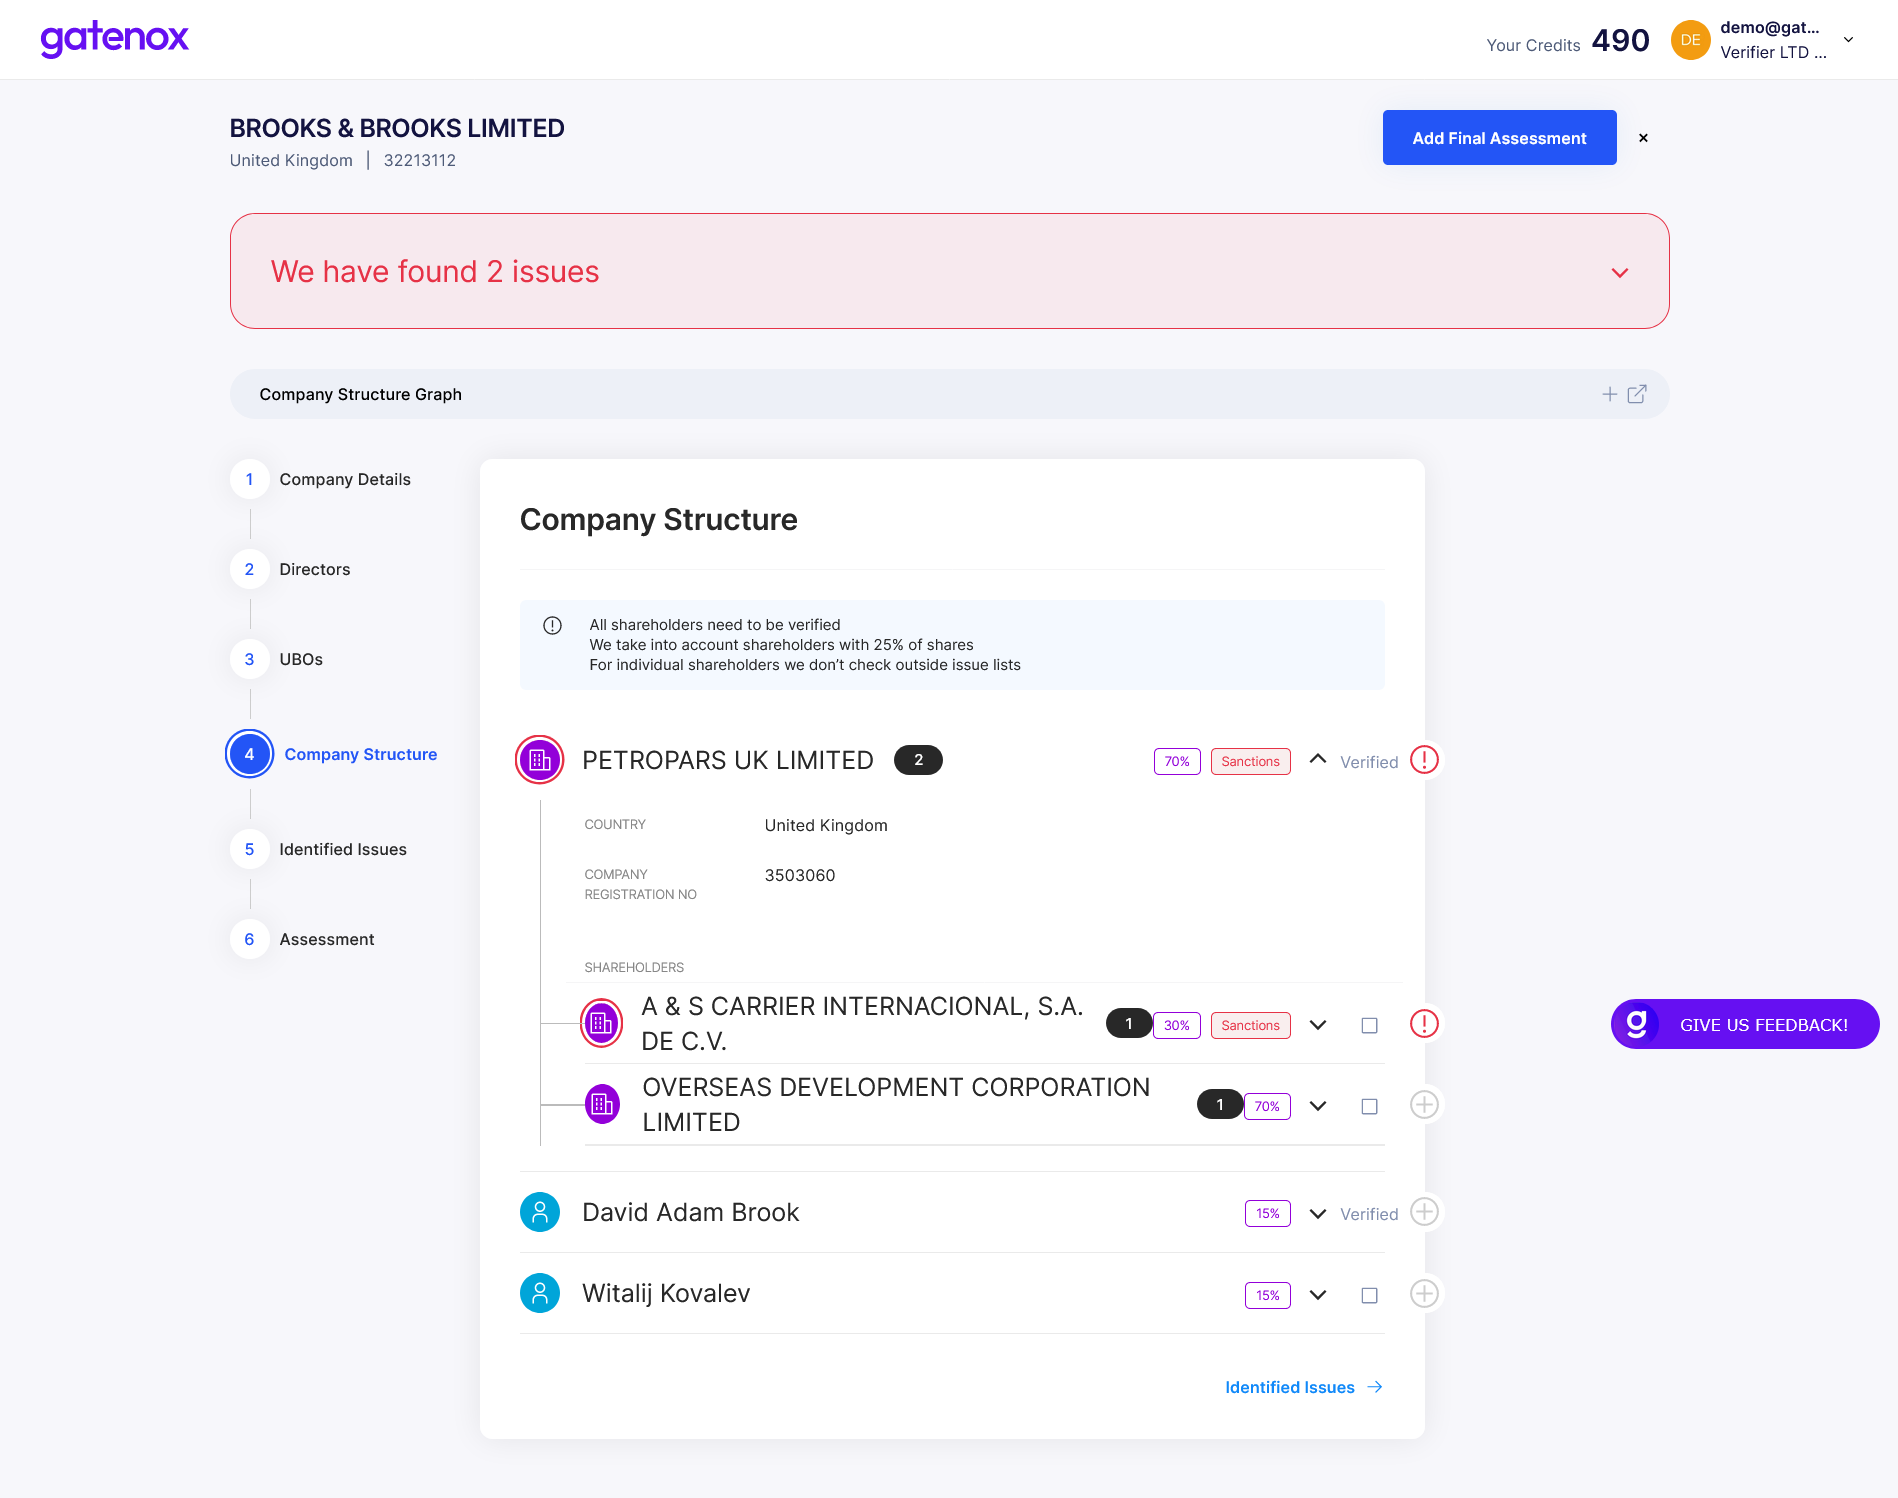 gatenox
Your Credits 490
DE
demo@gat...
Verifier LTD ...
BROOKS & BROOKS LIMITED
United Kingdom | 32213112
Add Final Assessment
We have found 2 issues
Company Structure Graph
1 Company Details
2 Directors
3 UBOs
4 Company Structure
5 Identified Issues
6 Assessment
Company Structure
All shareholders need to be verified
We take into account shareholders with 25% of shares
For individual shareholders we don't check outside issue lists
PETROPARS UK LIMITED 2 70% Sanctions Verified
COUNTRY United Kingdom
COMPANY REGISTRATION NO 3503060
SHAREHOLDERS
A & S CARRIER INTERNACIONAL, S.A.
DE C.V.
1 30% Sanctions
OVERSEAS DEVELOPMENT CORPORATION
LIMITED
1 70%
David Adam Brook 15% Verified
Witalij Kovalev 15%
Identified Issues
g GIVE US FEEDBACK!